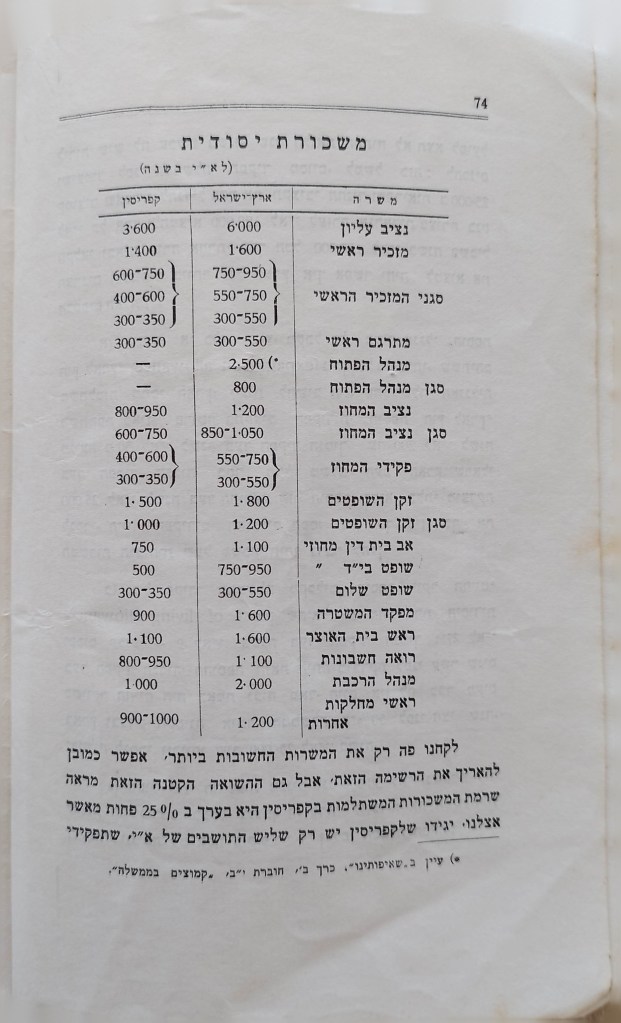 74
משכורת יסודית
(לא״י בשנה)
משרה ארץ-ישראל קפריסין
נציב עליון 6·000 3·600
מזכיר ראשי 1·600 1·400
750-950 600-750
סגני המזכיר הראשי 550-750 400-600
300-550 300-350
מתרגם ראשי 300-550 300-350
מנהל הפתוח *) 2.500 —
סגן מנהל הפתוח 800 —
נציב המחוז 1·200 800-950
סגן נציב המחוז 850-1·050 600-750
פקידי המחוז 550-750 400-600
300-550 300-350
זקן השופטים 1·800 1·500
סגן זקן השופטים 1·200 1·000
אב בית דין מחוזי 1·100 750
שופט בי״ד ״ 750-950 500
שופט שלום 300-550 300-350
מפקד המשטרה 1·600 900
ראש בית האוצר 1·600 1·100
רואה חשבונות 1·100 800-950
מנהל הרכבת 2·000 1·000
ראשי מחלקות
אחרות 1·200 900-1000
לקחנו פה רק את המשרות החשובות ביותר, אפשר כמובן
להאריך את הרשימה הזאת, אבל גם ההשואה הקטנה הזאת מראה
שרמת המשכורות המשתלמות בקפריסין היא בערך ב 25% פחות מאשר
אצלנו. יגידו שלקפריסין יש רק שליש התושבים של א״י, שתפקידי
*) עיין ב„שאיפותינו״, כרך ב׳, חוברת י״ב, „קמוצים בממשלה״.